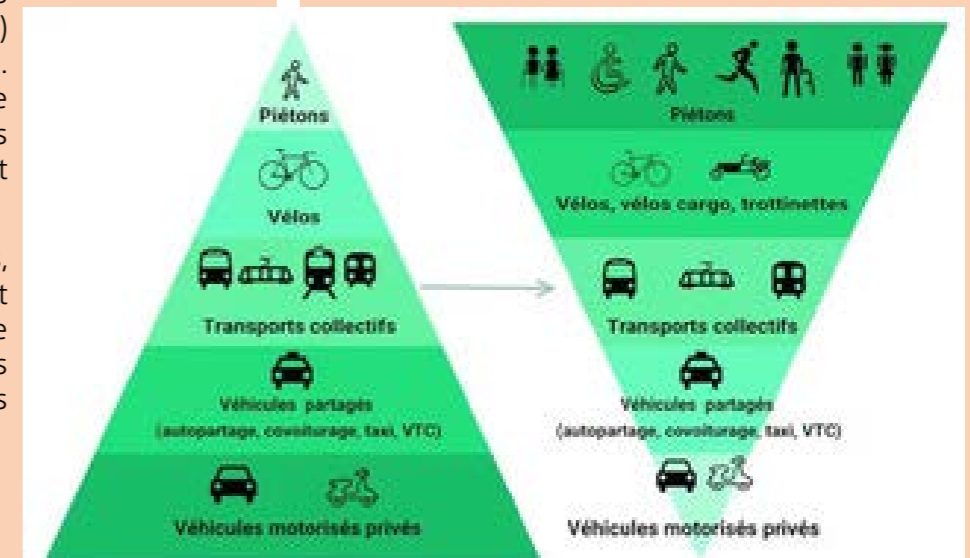 )
.
e
s
t
,
t
e
s
s
Piétons
Vélos
Transports collectifs
Véhicules partagés
(autopartage, covoiturage, taxi, VTC)
Véhicules motorisés privés
Piétons
Vélos, vélos cargo, trottinettes
Transports collectifs
Véhicules partagés
(autopartage, covoiturage, taxi, VTC)
Véhicules motorisés privés